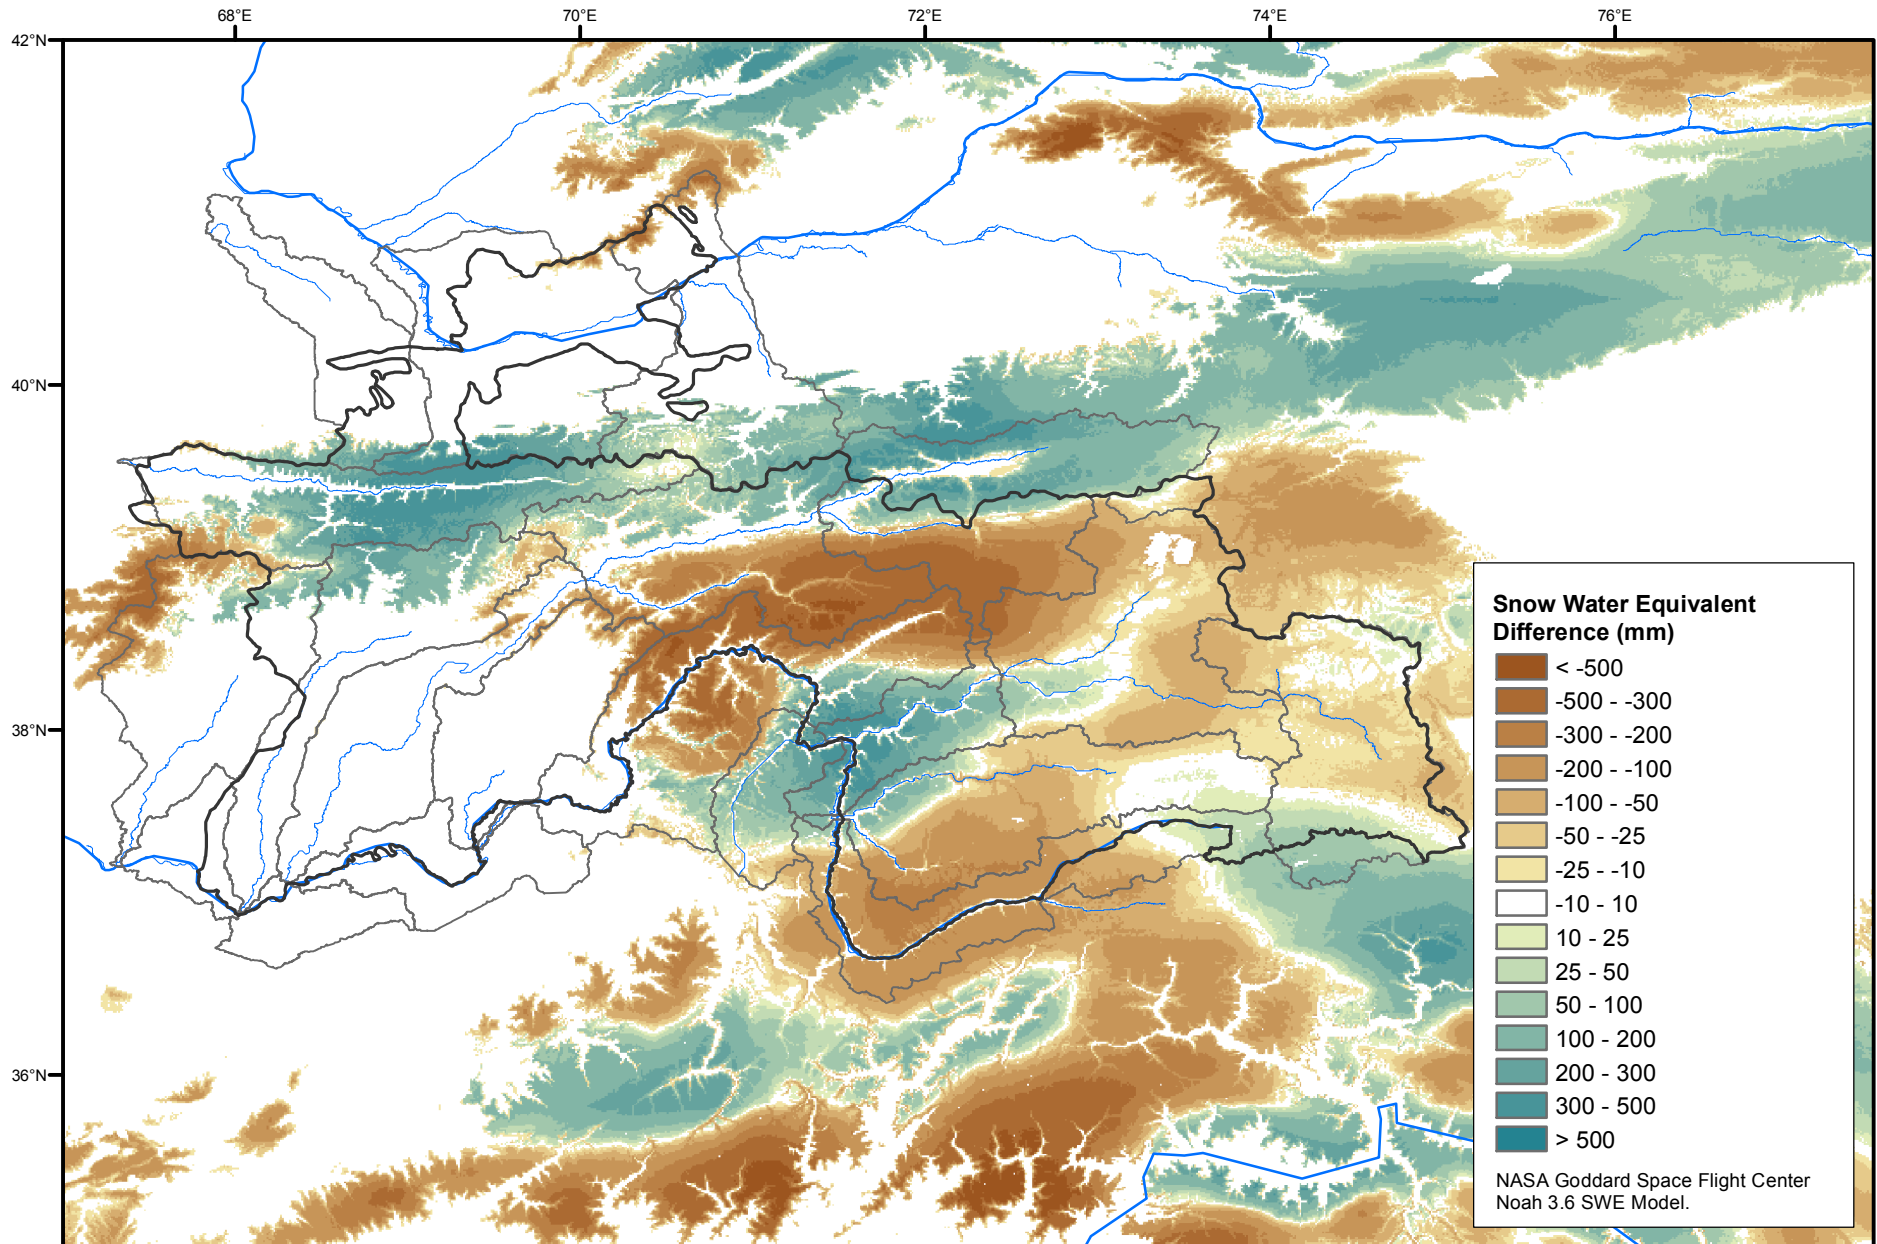 68°E
70°E
72°E
74°E
76°E
42°N
40°N
38°N
36°N
Snow Water Equivalent
Difference (mm)
< -500
-500 - -300
-300 - -200
-200 - -100
-100 - -50
-50 - -25
-25 - -10
-10 - 10
10 - 25
25 - 50
50 - 100
100 - 200
200 - 300
300 - 500
> 500
NASA Goddard Space Flight Center
Noah 3.6 SWE Model.